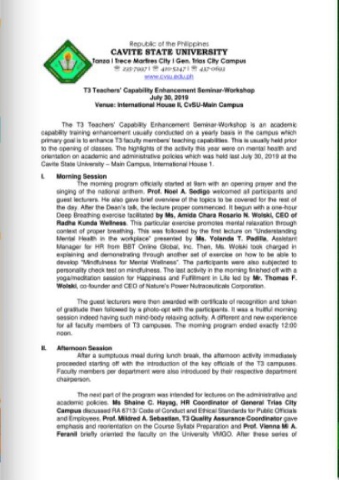 Republic of the Philippines
CAVITE STATE UNIVERSITY
Tanza I Trece Martires City I Gen. Trias City Campus
www.cvsu.edu.ph
T3 Teachers' Capability Enhancement Seminar-Workshop
July 30, 2019
Venue: International House II, CvSU-Main Campus
The T3 Teachers' Capability Enhancement Seminar-Workshop is an academic
capability training enhancement usually conducted on a yearly basis in the campus which
primary goal is to enhance T3 faculty members' teaching capabilities. This is usually held prior
to the opening of classes. The highlights of the activity this year were on mental health and
orientation on academic and administrative policies which was held last July 30, 2019 at the
Cavite State University – Main Campus, International House 1.
I. Morning Session
The morning program officially started at 8am with an opening prayer and the
singing of the national anthem. Prof. Noel A. Sedigo welcomed all participants and
guest lecturers. He also gave brief overview of the topics to be covered for the rest of
the day. After the Dean's talk, the lecture proper commenced. It begun with a one-hour
Deep Breathing exercise facilitated by Ms, Amida Chara Rosario N. Wolski, CEO of
Radha Kunda Wellness. This particular exercise promotes mental relaxation through
context of proper breathing. This was followed by the first lecture on "Understanding
Mental Health in the workplace" presented by Ms. Yolanda T. Padilla, Assistant
Manager for HR from BBT Online Global, Inc. Then, Ms. Wolski took charged in
explaining and demonstrating through another set of exercise on how to be able to
develop "Mindfulness for Mental Wellness". The participants were also subjected to
personality check test on mindfulness. The last activity in the morning finished off with a
yoga/meditation session for Happiness and Fulfillment in Life led by Mr. Thomas F.
Wolski, co-founder and CEO of Nature's Power Nutraceuticals Corporation.
The guest lecturers were then awarded with certificate of recognition and taken
of gratitude then followed by a photo-opt with the participants. It was a fruitful morning
session indeed having such mind-body relaxing activity. A different and new experience
for all faculty members of T3 campuses. The morning program ended exactly 12:00
noon.
II. Afternoon Session
After a sumptuous meal during lunch break, the afternoon activity immediately
proceeded starting off with the introduction of the key officials of the T3 campuses.
Faculty members per department were also introduced by their respective department
chairperson.
The next part of the program was intended for lectures on the administrative and
academic policies. Ms Shaine C. Hayag, HR Coordinator of General Trias City
Campus discussed RA 6713/ Code of Conduct and Ethical Standards for Public Officials
and Employees. Prof. Mildred A. Sebastian, T3 Quality Assurance Coordinator gave
emphasis and reorientation on the Course Syllabi Preparation and Prof. Vienna Mi A.
Feranil briefly oriented the faculty on the University VMGO. After these series of